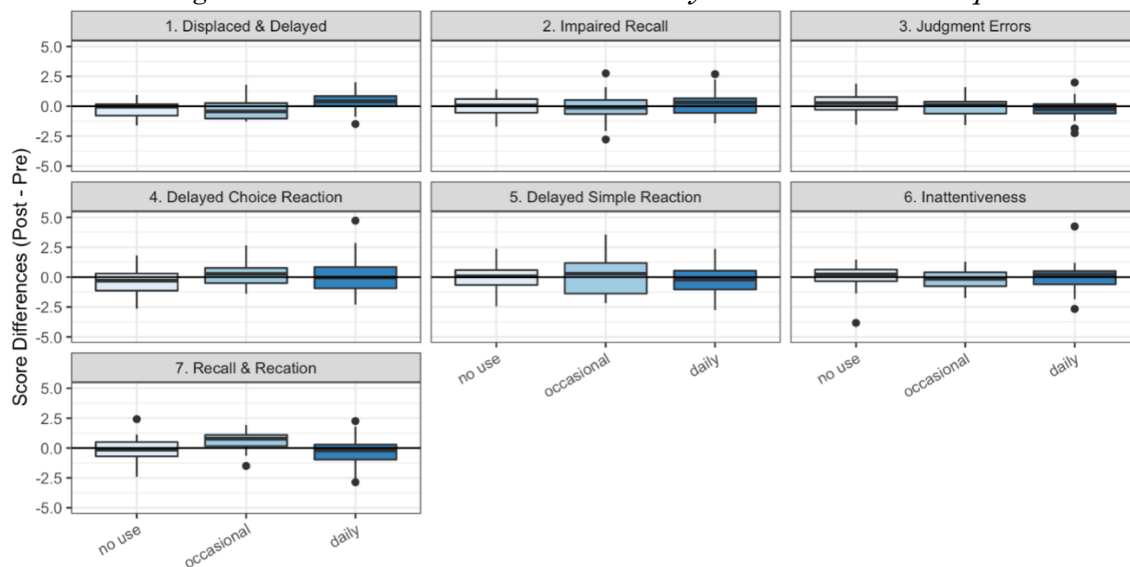 1. Displaced & Delayed
2. Impaired Recall
3. Judgment Errors
5.0
2.5
0.0
-2.5
-5.0
4. Delayed Choice Reaction
5. Delayed Simple Reaction
6. Inattentiveness
5.0
2.5
0.0
-2.5
-5.0
Score Differences (Post - Pre)
no use
occasional
daily
no use
occasional
daily
7. Recall & Recation
5.0
2.5
0.0
-2.5
-5.0
no use
occasional
daily